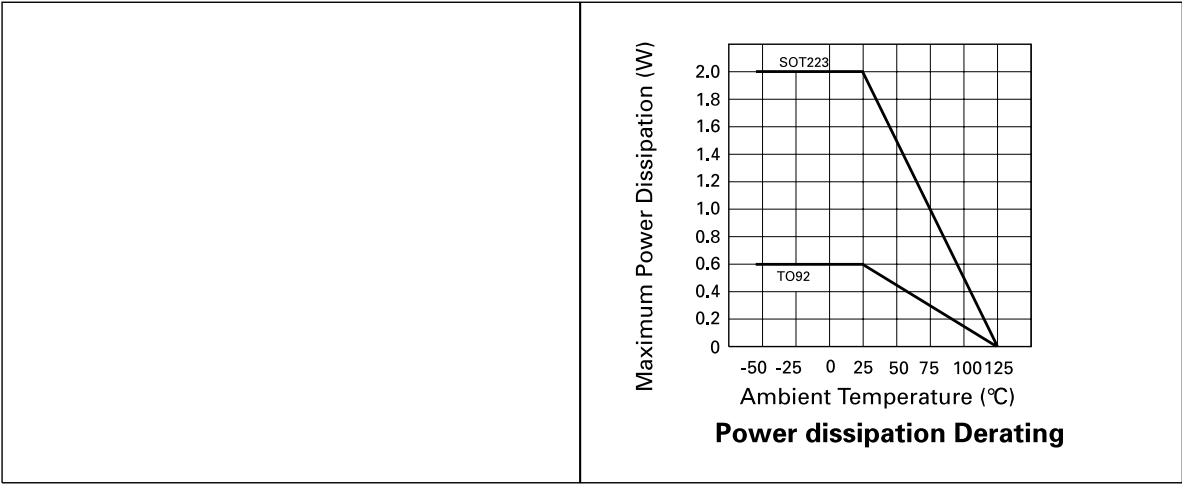 Maximum Power Dissipation (W)
SOT223
2.0
1.8
1.6
1.4
1.2
1.0
0.8
0.6
TO92
0.4
0.2
0
-50 -25 0 25 50 75 100 125
Ambient Temperature (°C)
Power dissipation Derating